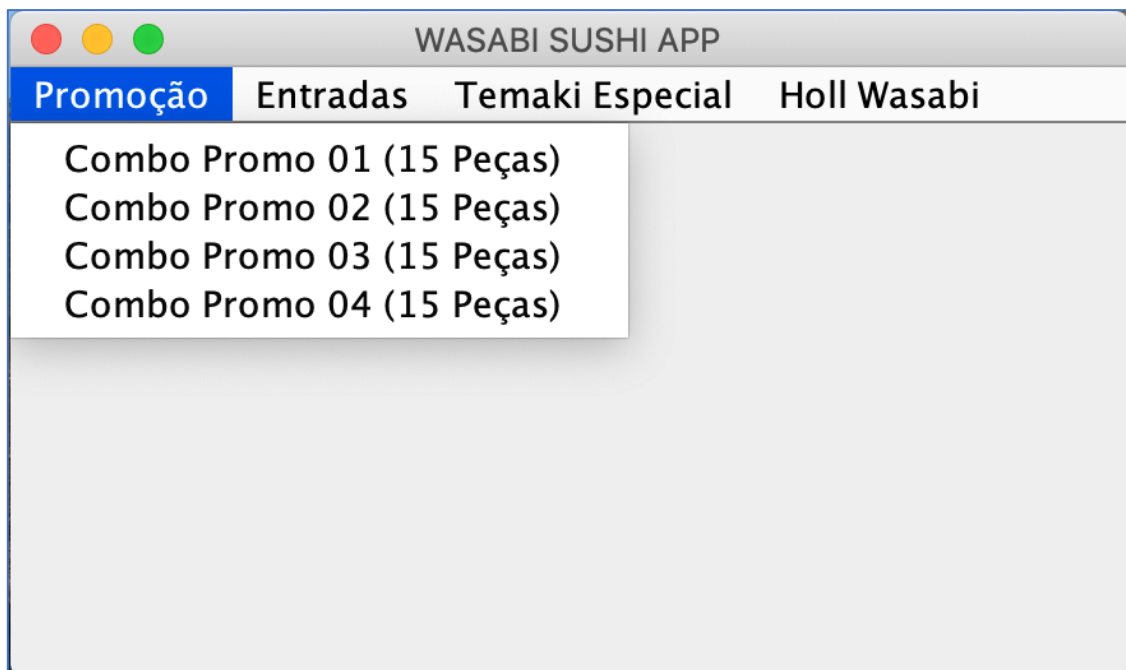 WASABI SUSHI APP
Promoção Entradas Temaki Especial Holl Wasabi
Combo Promo 01 (15 Peças)
Combo Promo 02 (15 Peças)
Combo Promo 03 (15 Peças)
Combo Promo 04 (15 Peças)